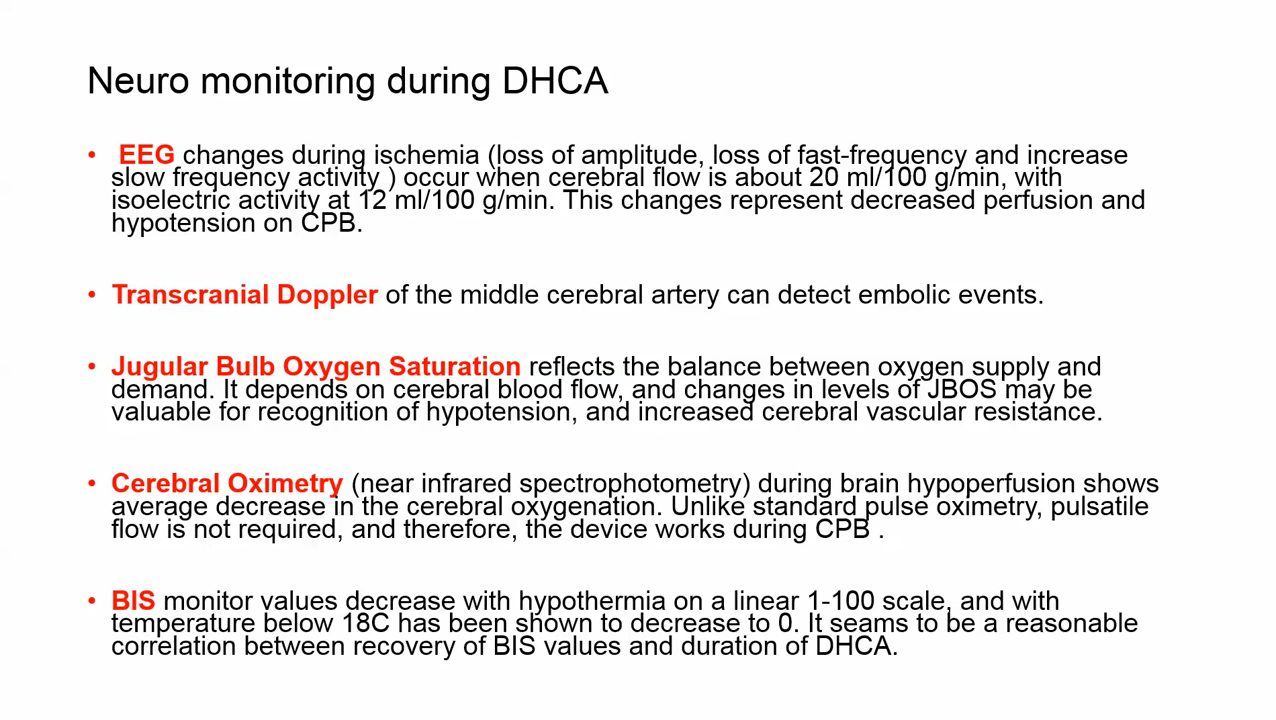 Neuro monitoring during DHCA
• EEG changes during ischemia (loss of amplitude, loss of fast-frequency and increase
slow frequency activity ) occur when cerebral flow is about 20 ml/100 g/min, with
isoelectric activity at 12 ml/100 g/min. This changes represent decreased perfusion and
hypotension on CPB.
• Transcranial Doppler of the middle cerebral artery can detect embolic events.
• Jugular Bulb Oxygen Saturation reflects the balance between oxygen supply and
demand. It depends on cerebral blood flow, and changes in levels of JBOS may be
valuable for recognition of hypotension, and increased cerebral vascular resistance.
• Cerebral Oximetry (near infrared spectrophotometry) during brain hypoperfusion shows
average decrease in the cerebral oxygenation. Unlike standard pulse oximetry, pulsatile
flow is not required, and therefore, the device works during CPB .
• BIS monitor values decrease with hypothermia on a linear 1-100 scale, and with
temperature below 18C has been shown to decrease to 0. It seams to be a reasonable
correlation between recovery of BIS values and duration of DHCA.